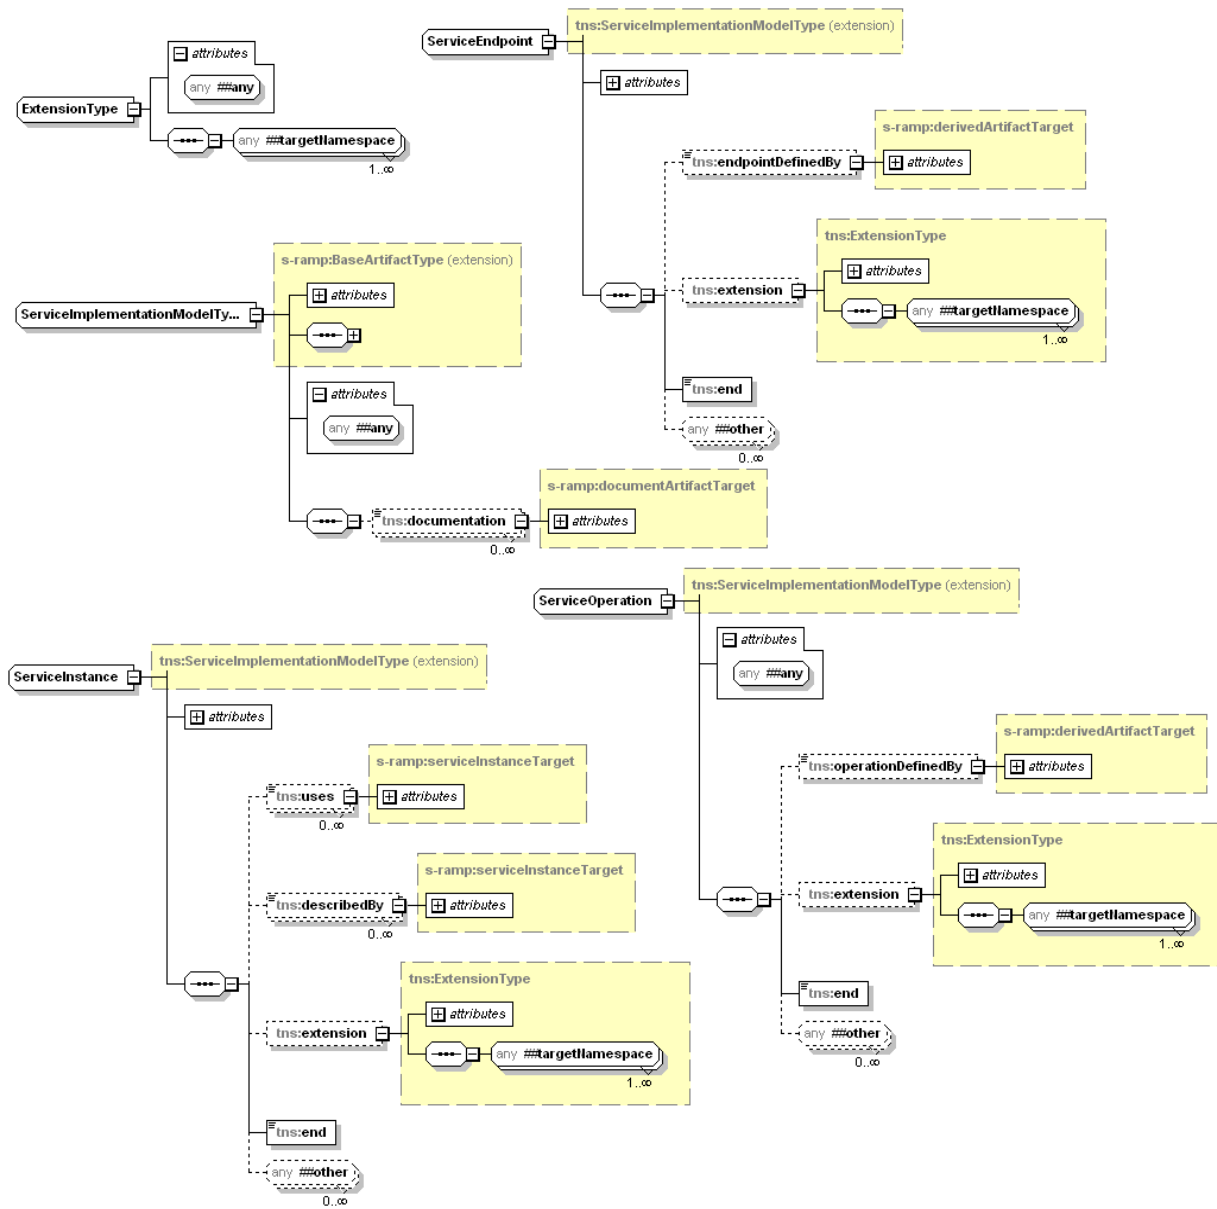 ExtensionType
attributes
any ##any
any ##targetNamespace
1..∞
ServiceEndpoint
tns:ServiceImplementationModelType (extension)
attributes
s-ramp:derivedArtifactTarget
tns:endpointDefinedBy
attributes
tns:ExtensionType
attributes
tns:extension
any ##targetNamespace
1..∞
tns:end
any ##other
0..∞
s-ramp:BaseArtifactType (extension)
attributes
ServiceImplementationModelTy...
attributes
any ##any
s-ramp:documentArtifactTarget
tns:documentation
attributes
0..∞
ServiceOperation
tns:ServiceImplementationModelType (extension)
attributes
any ##any
s-ramp:derivedArtifactTarget
tns:operationDefinedBy
attributes
tns:ExtensionType
attributes
tns:extension
any ##targetNamespace
1..∞
tns:end
any ##other
0..∞
ServiceInstance
tns:ServiceImplementationModelType (extension)
attributes
s-ramp:serviceInstanceTarget
tns:uses
attributes
0..∞
s-ramp:serviceInstanceTarget
tns:describedBy
attributes
0..∞
tns:ExtensionType
attributes
tns:extension
any ##targetNamespace
1..∞
tns:end
any ##other
0..∞